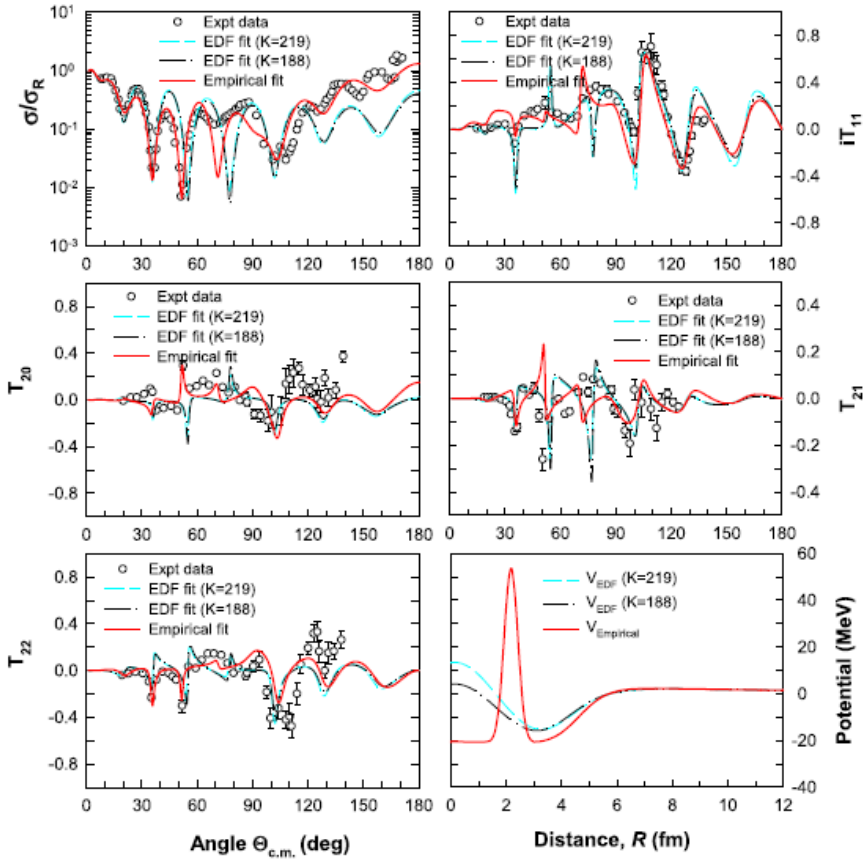 σ/σ_R
10¹
10⁰
10⁻¹
10⁻²
10⁻³
Expt data
EDF fit (K=219)
EDF fit (K=188)
Empirical fit
0 30 60 90 120 150 180
Expt data
EDF fit (K=219)
EDF fit (K=188)
Empirical fit
0.8
0.4
0.0
-0.4
-0.8
iT₁₁
0 20 40 60 80 100 120 140 160 180
T₂₀
0.8
0.4
0.0
-0.4
-0.8
Expt data
EDF fit (K=219)
EDF fit (K=188)
Empirical fit
0 30 60 90 120 150 180
Expt data
EDF fit (K=219)
EDF fit (K=188)
Empirical fit
0.4
0.2
0.0
-0.2
-0.4
T₂₁
0 20 40 60 80 100 120 140 160 180
T₂₂
0.8
0.4
0.0
-0.4
-0.8
Expt data
EDF fit (K=219)
EDF fit (K=188)
Empirical fit
0 30 60 90 120 150 180
Angle Θ_c.m. (deg)
V_EDF (K=219)
V_EDF (K=188)
V_Empirical
60
40
20
0
-20
-40
Potential (MeV)
0 2 4 6 8 10 12
Distance, R (fm)